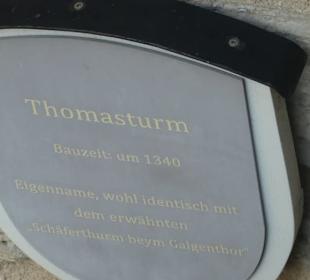 Thomasturm
Bauzeit: um 1340
Eigenname, wohl identisch mit
dem erwähnten
„Schäferthurm beym Galgenthor"